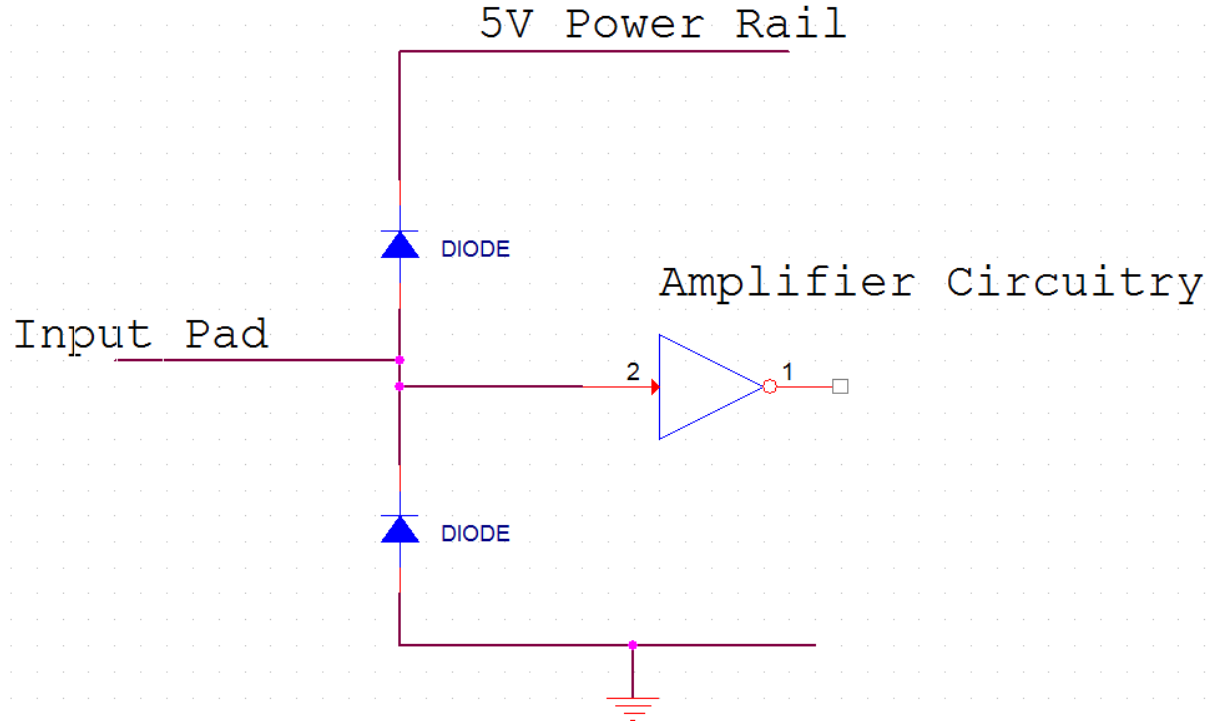 5V Power Rail
DIODE
Amplifier Circuitry
Input Pad
2
1
DIODE